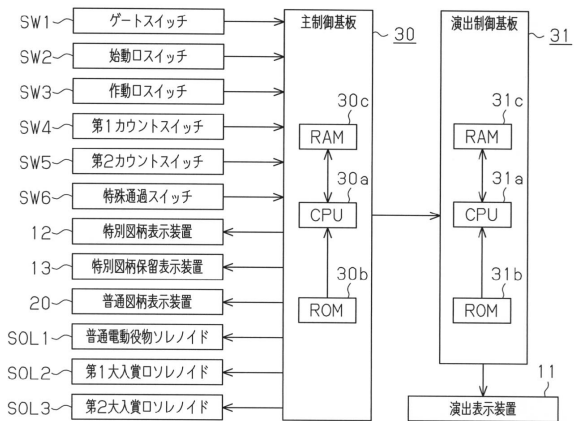 SW1 ゲートスイッチ
SW2 始動口スイッチ
SW3 作動口スイッチ
SW4 第1カウントスイッチ
SW5 第2カウントスイッチ
SW6 特殊通過スイッチ
12 特別図柄表示装置
13 特別図柄保留表示装置
20 普通図柄表示装置
SOL1 普通電動役物ソレノイド
SOL2 第1大入賞口ソレノイド
SOL3 第2大入賞口ソレノイド
主制御基板
30
30c
RAM
30a
CPU
30b
ROM
演出制御基板
31
31c
RAM
31a
CPU
31b
ROM
11
演出表示装置